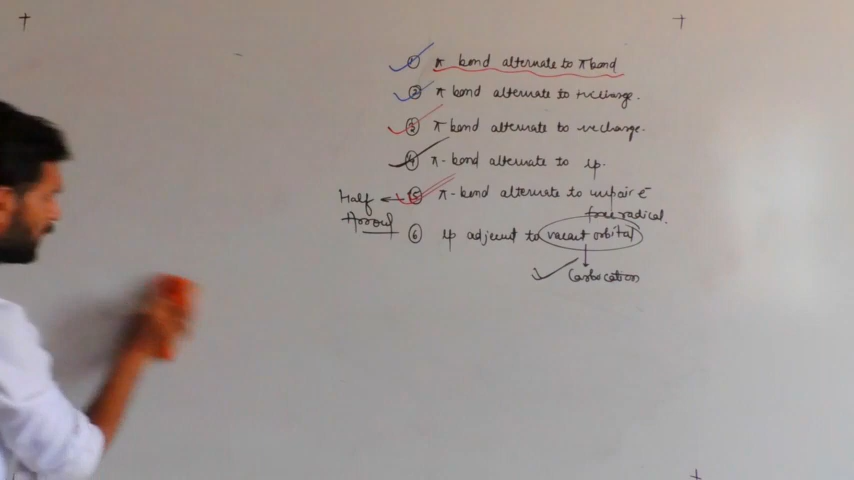 ① π bond alternate to π bond
② π bond alternate to +ve charge.
③ π bond alternate to -ve charge.
④ π-bond alternate to lp.
Half Arrow ← ⑤ π-bond alternate to unpair e⁻
free radical.
⑥ lp adjecent to vacant orbital
↓
Carbocation